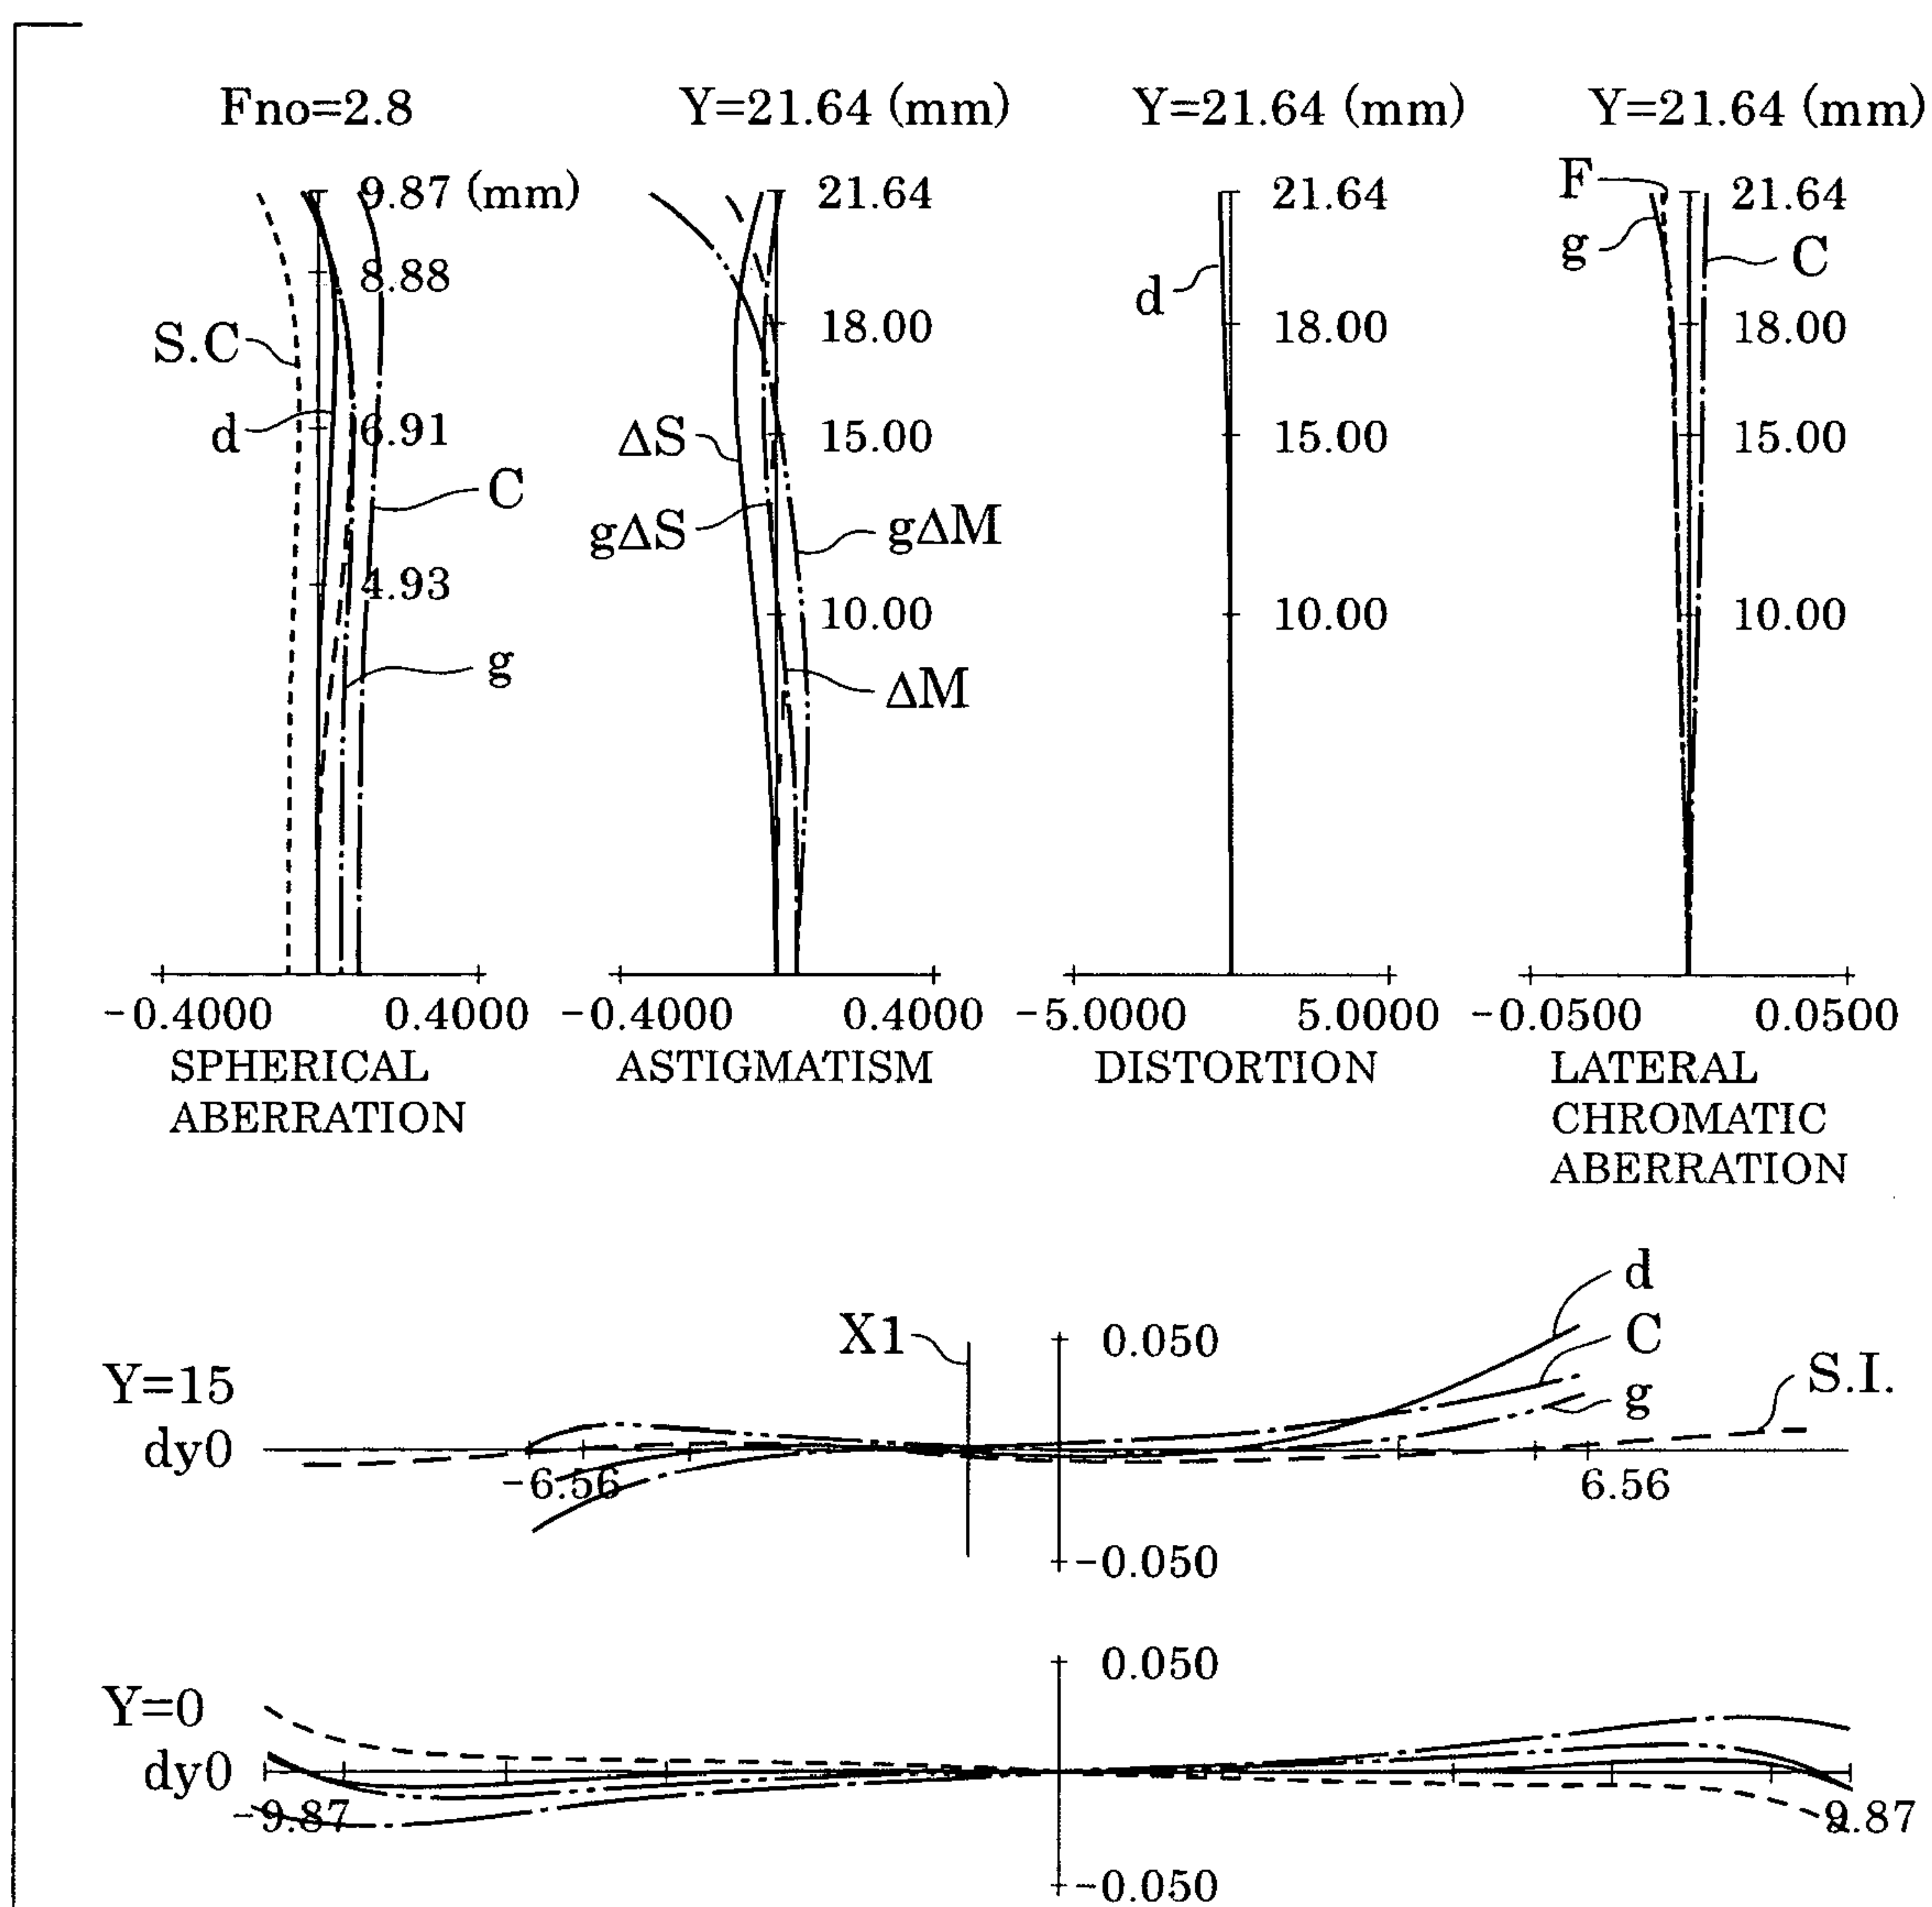 Fno=2.8
9.87 (mm)
8.88
S.C
d
6.91
C
4.93
g
-0.4000 0.4000
SPHERICAL
ABERRATION
Y=21.64 (mm)
21.64
18.00
ΔS
15.00
gΔS
gΔM
10.00
ΔM
-0.4000 0.4000
ASTIGMATISM
Y=21.64 (mm)
21.64
d
18.00
15.00
10.00
-5.0000 5.0000
DISTORTION
Y=21.64 (mm)
F
21.64
g
C
18.00
15.00
10.00
-0.0500 0.0500
LATERAL
CHROMATIC
ABERRATION
d
X1
0.050
C
Y=15
S.I.
g
dy0
-6.56
6.56
-0.050
0.050
Y=0
dy0
-9.87
9.87
-0.050